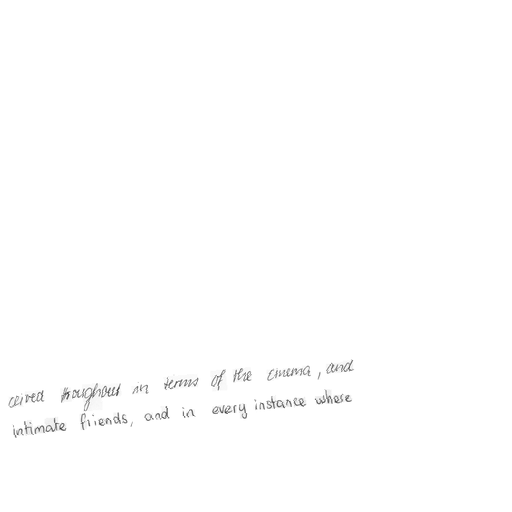 ceived throughout in terms of the cinema, and
intimate friends, and in every instance where